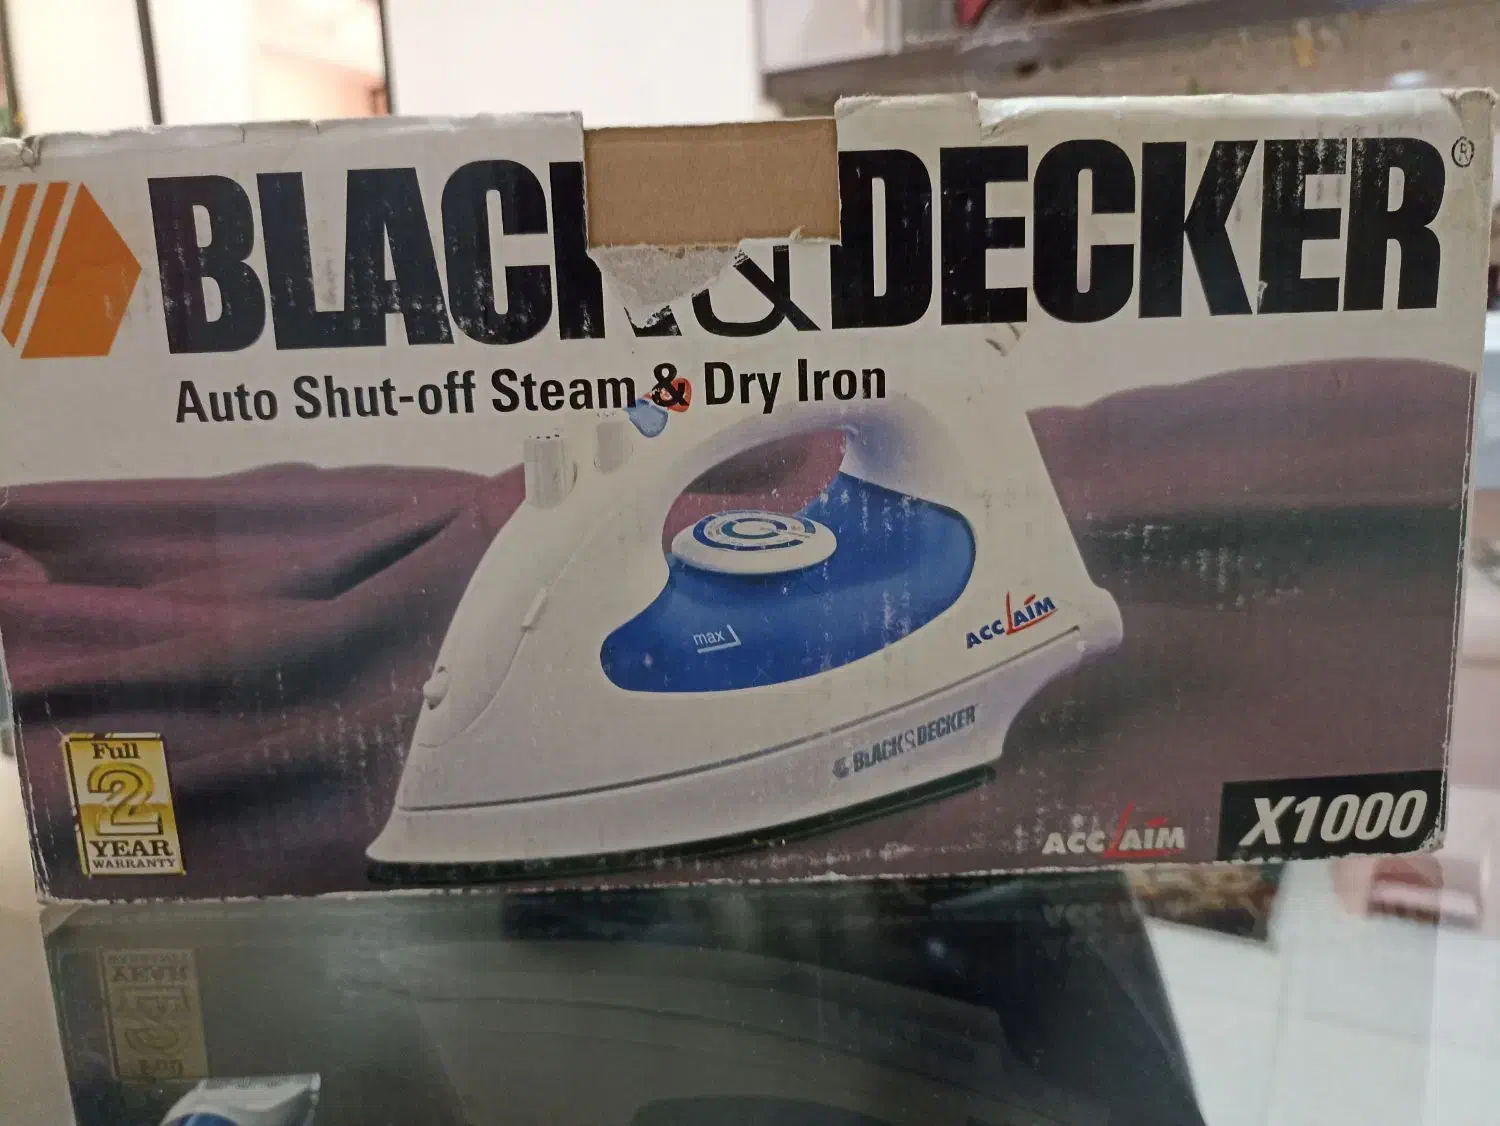 BLACK&DECKER®
Auto Shut-off Steam & Dry Iron
max
ACCLAIM
BLACK&DECKER
Full
2
YEAR
WARRANTY
ACCLAIM
X1000